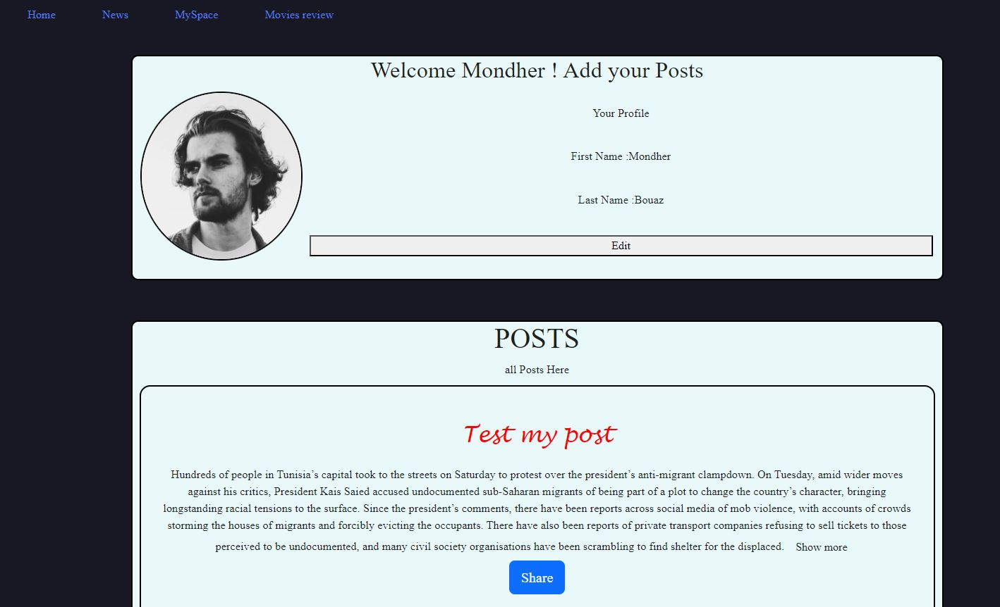 Home News MySpace Movies review
Welcome Mondher ! Add your Posts
Your Profile
First Name :Mondher
Last Name :Bouaz
Edit
POSTS
all Posts Here
Test my post
Hundreds of people in Tunisia’s capital took to the streets on Saturday to protest over the president’s anti-migrant clampdown. On Tuesday, amid wider moves
against his critics, President Kais Saied accused undocumented sub-Saharan migrants of being part of a plot to change the country’s character, bringing
longstanding racial tensions to the surface. Since the president’s comments, there have been reports across social media of mob violence, with accounts of crowds
storming the houses of migrants and forcibly evicting the occupants. There have also been reports of private transport companies refusing to sell tickets to those
perceived to be undocumented, and many civil society organisations have been scrambling to find shelter for the displaced. Show more
Share